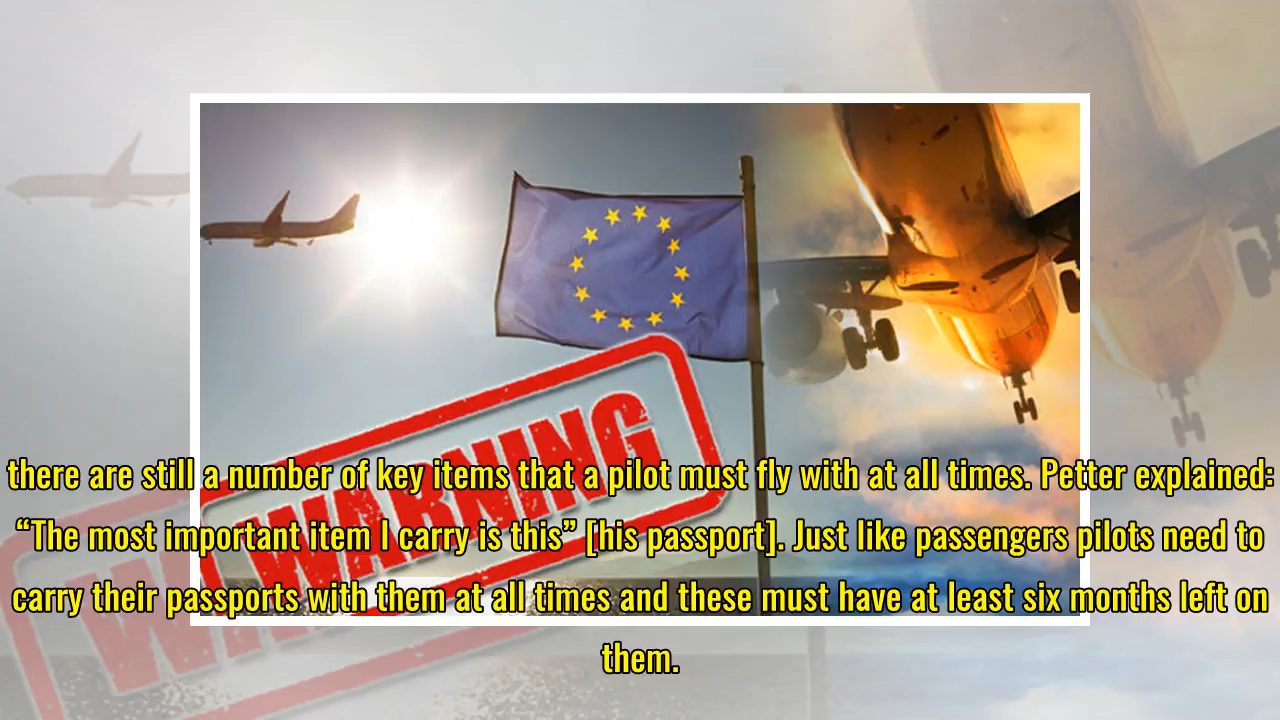 WARNING
there are still a number of key items that a pilot must fly with at all times. Petter explained:
“The most important item I carry is this” [his passport]. Just like passengers pilots need to
carry their passports with them at all times and these must have at least six months left on
them.